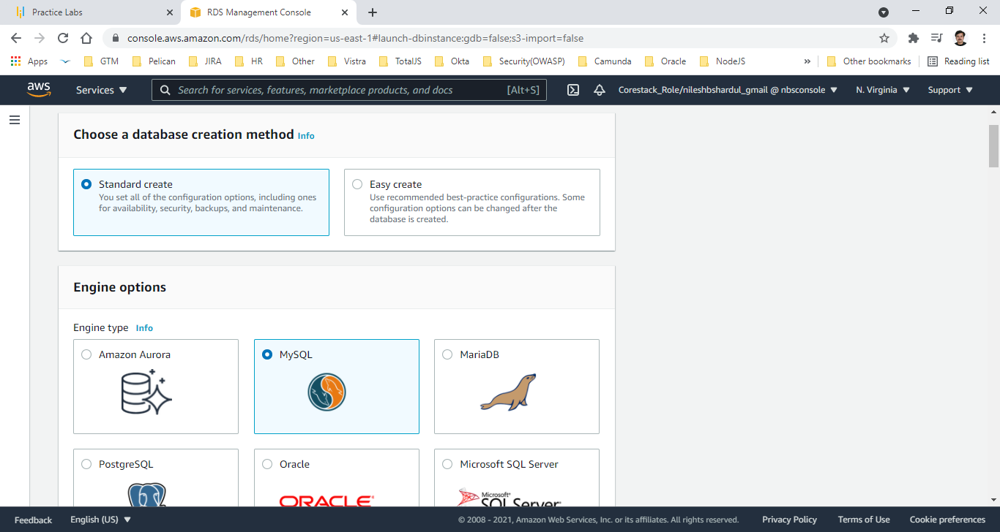 Practice Labs
RDS Management Console
console.aws.amazon.com/rds/home?region=us-east-1#launch-dbinstance:gdb=false;s3-import=false
Apps
GTM
Pelican
JIRA
HR
Other
Vistra
TotalJS
Okta
Security(OWASP)
Camunda
Oracle
NodeJS
»
Other bookmarks
Reading list
aws
Services
Search for services, features, marketplace products, and docs
[Alt+S]
Corestack_Role/nileshbshardul_gmail @ nbsconsole
N. Virginia
Support
Choose a database creation method Info
Standard create
You set all of the configuration options, including ones
for availability, security, backups, and maintenance.
Easy create
Use recommended best-practice configurations. Some
configuration options can be changed after the
database is created.
Engine options
Engine type Info
Amazon Aurora
MySQL
MariaDB
PostgreSQL
Oracle
Microsoft SQL Server
ORACLE
Microsoft
SQL Server
Feedback
English (US)
© 2008 - 2021, Amazon Web Services, Inc. or its affiliates. All rights reserved.
Privacy Policy
Terms of Use
Cookie preferences